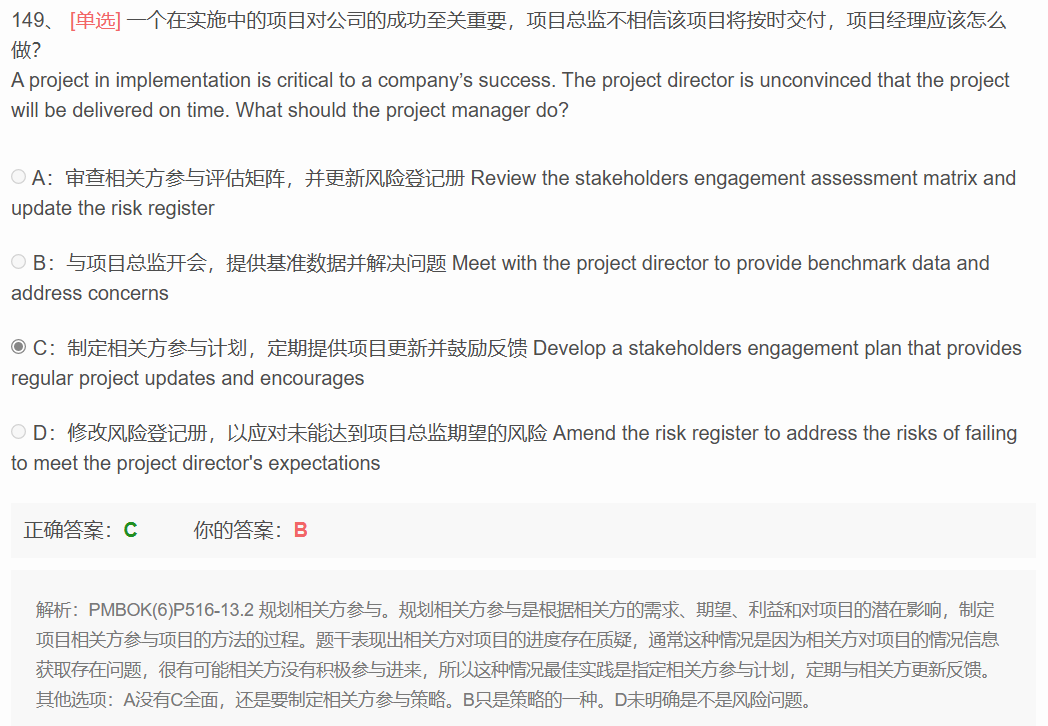 149、 [单选] 一个在实施中的项目对公司的成功至关重要，项目总监不相信该项目将按时交付，项目经理应该怎么
做?
A project in implementation is critical to a company’s success. The project director is unconvinced that the project
will be delivered on time. What should the project manager do?
A：审查相关方参与评估矩阵，并更新风险登记册 Review the stakeholders engagement assessment matrix and
update the risk register
B：与项目总监开会，提供基准数据并解决问题 Meet with the project director to provide benchmark data and
address concerns
C：制定相关方参与计划，定期提供项目更新并鼓励反馈 Develop a stakeholders engagement plan that provides
regular project updates and encourages
D：修改风险登记册，以应对未能达到项目总监期望的风险 Amend the risk register to address the risks of failing
to meet the project director's expectations
正确答案：C 你的答案：B
解析：PMBOK(6)P516-13.2 规划相关方参与。规划相关方参与是根据相关方的需求、期望、利益和对项目的潜在影响，制定
项目相关方参与项目的方法的过程。题干表现出相关方对项目的进度存在质疑，通常这种情况是因为相关方对项目的情况信息
获取存在问题，很有可能相关方没有积极参与进来，所以这种情况最佳实践是指定相关方参与计划，定期与相关方更新反馈。
其他选项：A没有C全面，还是要制定相关方参与策略。B只是策略的一种。D未明确是不是风险问题。